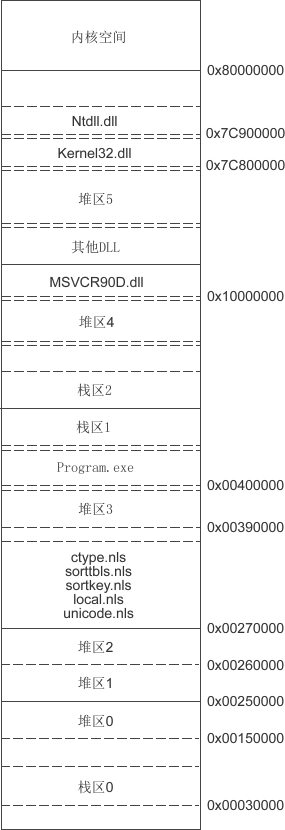 内核空间
0x80000000
Ntdll.dll
0x7C900000
Kernel32.dll
0x7C800000
堆区5
其他DLL
MSVCR90D.dll
0x10000000
堆区4
栈区2
栈区1
Program.exe
0x00400000
堆区3
0x00390000
ctype.nls
sorttbls.nls
sortkey.nls
local.nls
unicode.nls
0x00270000
堆区2
0x00260000
堆区1
0x00250000
堆区0
0x00150000
栈区0
0x00030000